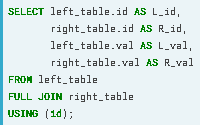 SELECT left_table.id AS L_id,
       right_table.id AS R_id,
       left_table.val AS L_val,
       right_table.val AS R_val
FROM left_table
FULL JOIN right_table
USING (id);